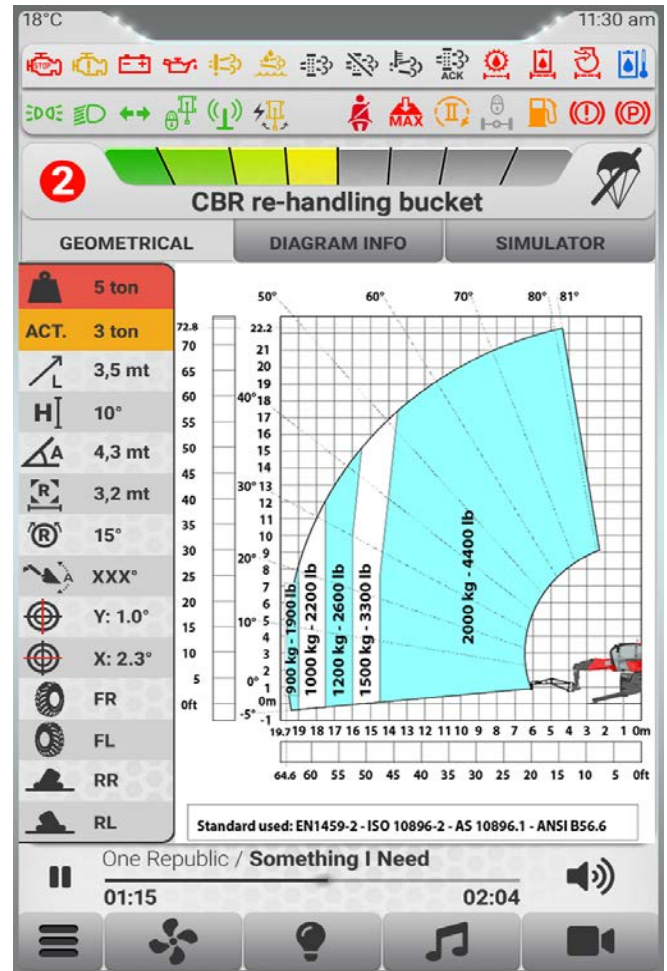 18°C 11:30 am
STOP
ACK
MAX
2
CBR re-handling bucket
GEOMETRICAL DIAGRAM INFO SIMULATOR
5 ton
ACT. 3 ton
L 3,5 mt
H 10°
A 4,3 mt
R 3,2 mt
R 15°
A XXX°
Y: 1.0°
X: 2.3°
FR
FL
RR
RL
50° 60° 70° 80° 81°
72.8
70
65
60
55
50
45
40
35
30
25
20
15
10
5
0ft
22.2
21
20
19
40° 18
17
16
15
14
30° 13
12
11
10
20° 9
8
7
6
10° 5
4
3
2
0° 1
0m
-5° -1
900 kg - 1900 lb
1000 kg - 2200 lb
1200 kg - 2600 lb
1500 kg - 3300 lb
2000 kg - 4400 lb
19.7 19 18 17 16 15 14 13 12 11 10 9 8 7 6 5 4 3 2 1 0m
64.6 60 55 50 45 40 35 30 25 20 15 10 5 0ft
Standard used: EN1459-2 - ISO 10896-2 - AS 10896.1 - ANSI B56.6
One Republic / Something I Need
01:15 02:04